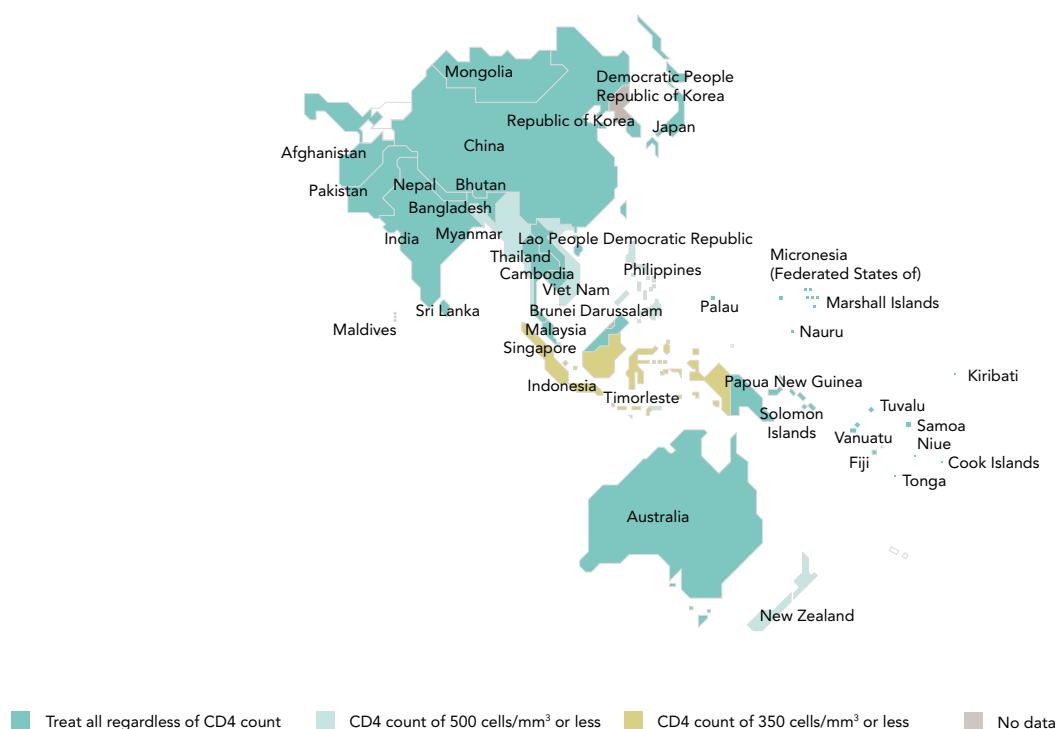 Mongolia
Democratic People
Republic of Korea
Republic of Korea
Japan
China
Afghanistan
Pakistan
Nepal
Bhutan
Bangladesh
India
Myanmar
Lao People Democratic Republic
Thailand
Cambodia
Viet Nam
Philippines
Micronesia
(Federated States of)
Marshall Islands
Palau
Nauru
Maldives
Sri Lanka
Brunei Darussalam
Malaysia
Singapore
Indonesia
Timorleste
Papua New Guinea
Kiribati
Solomon
Islands
Tuvalu
Vanuatu
Samoa
Niue
Fiji
Cook Islands
Tonga
Australia
New Zealand
Treat all regardless of CD4 count
CD4 count of 500 cells/mm³ or less
CD4 count of 350 cells/mm³ or less
No data